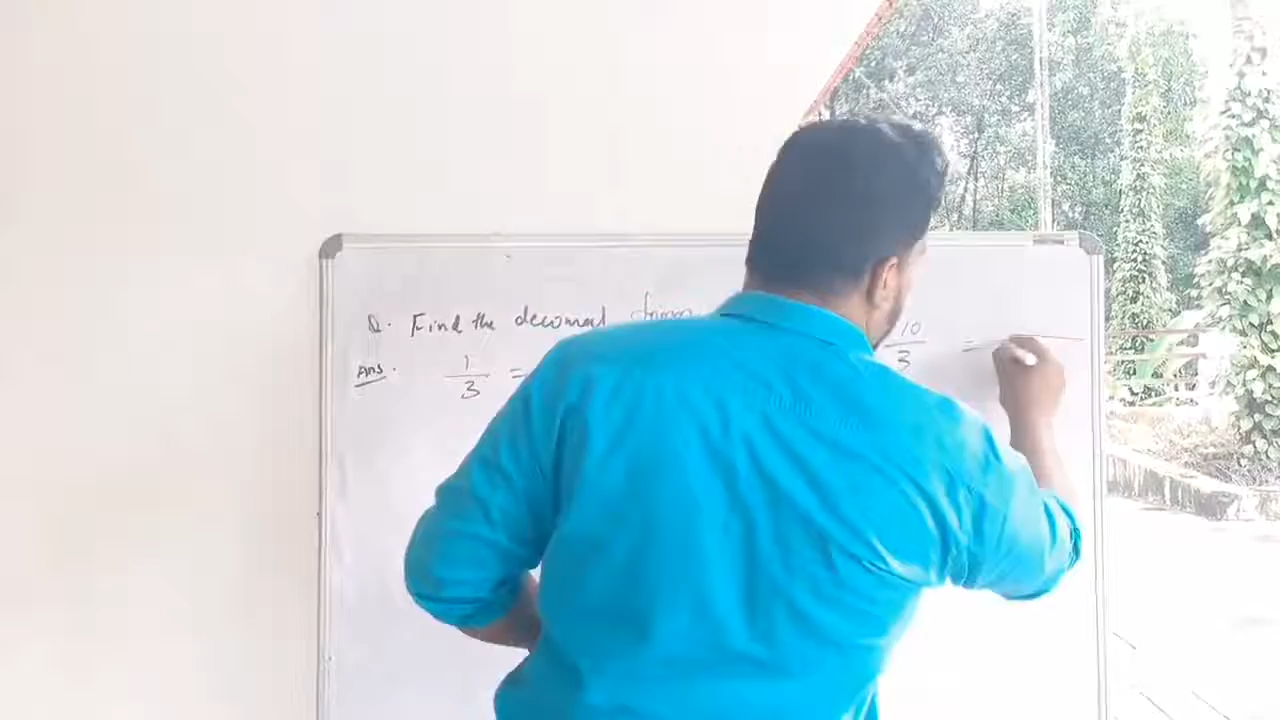 Q. Find the decimal
Ans. 1/3 = 10/3 =